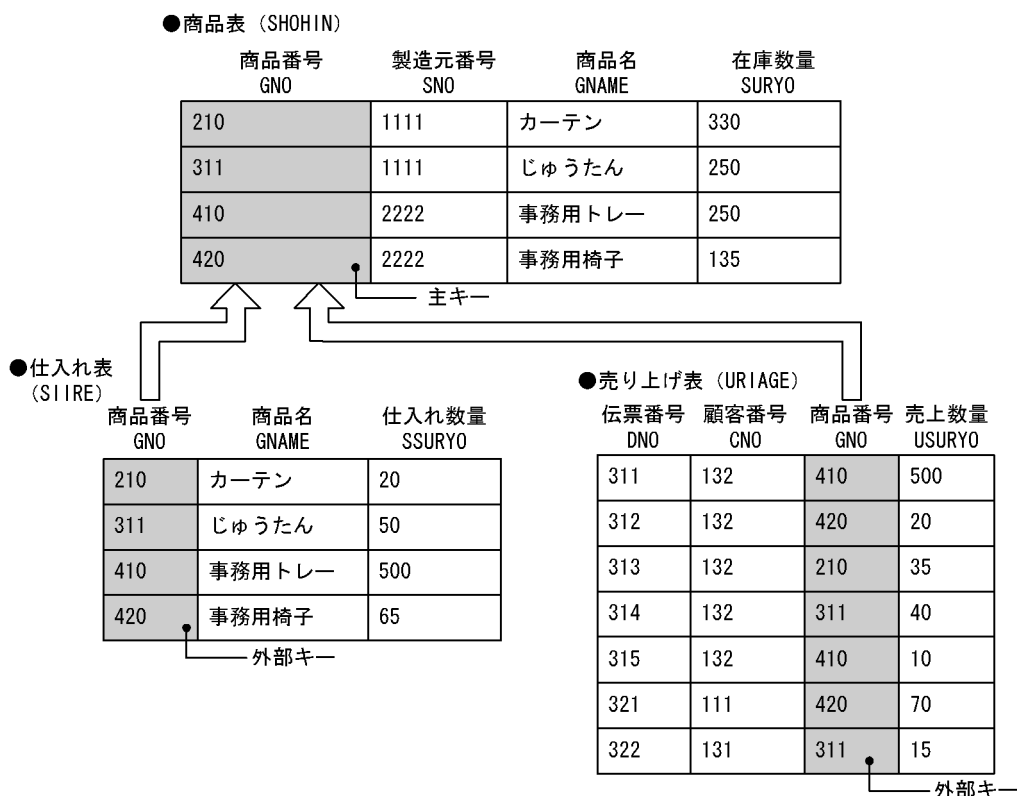 ●商品表（SHOHIN）
商品番号 製造元番号 商品名 在庫数量
GNO SNO GNAME SURYO
210 1111 カーテン 330
311 1111 じゅうたん 250
410 2222 事務用トレー 250
420 2222 事務用椅子 135
主キー
●仕入れ表
（SIIRE）
商品番号 商品名 仕入れ数量
GNO GNAME SSURYO
210 カーテン 20
311 じゅうたん 50
410 事務用トレー 500
420 事務用椅子 65
外部キー
●売り上げ表（URIAGE）
伝票番号 顧客番号 商品番号 売上数量
DNO CNO GNO USURYO
311 132 410 500
312 132 420 20
313 132 210 35
314 132 311 40
315 132 410 10
321 111 420 70
322 131 311 15
外部キー